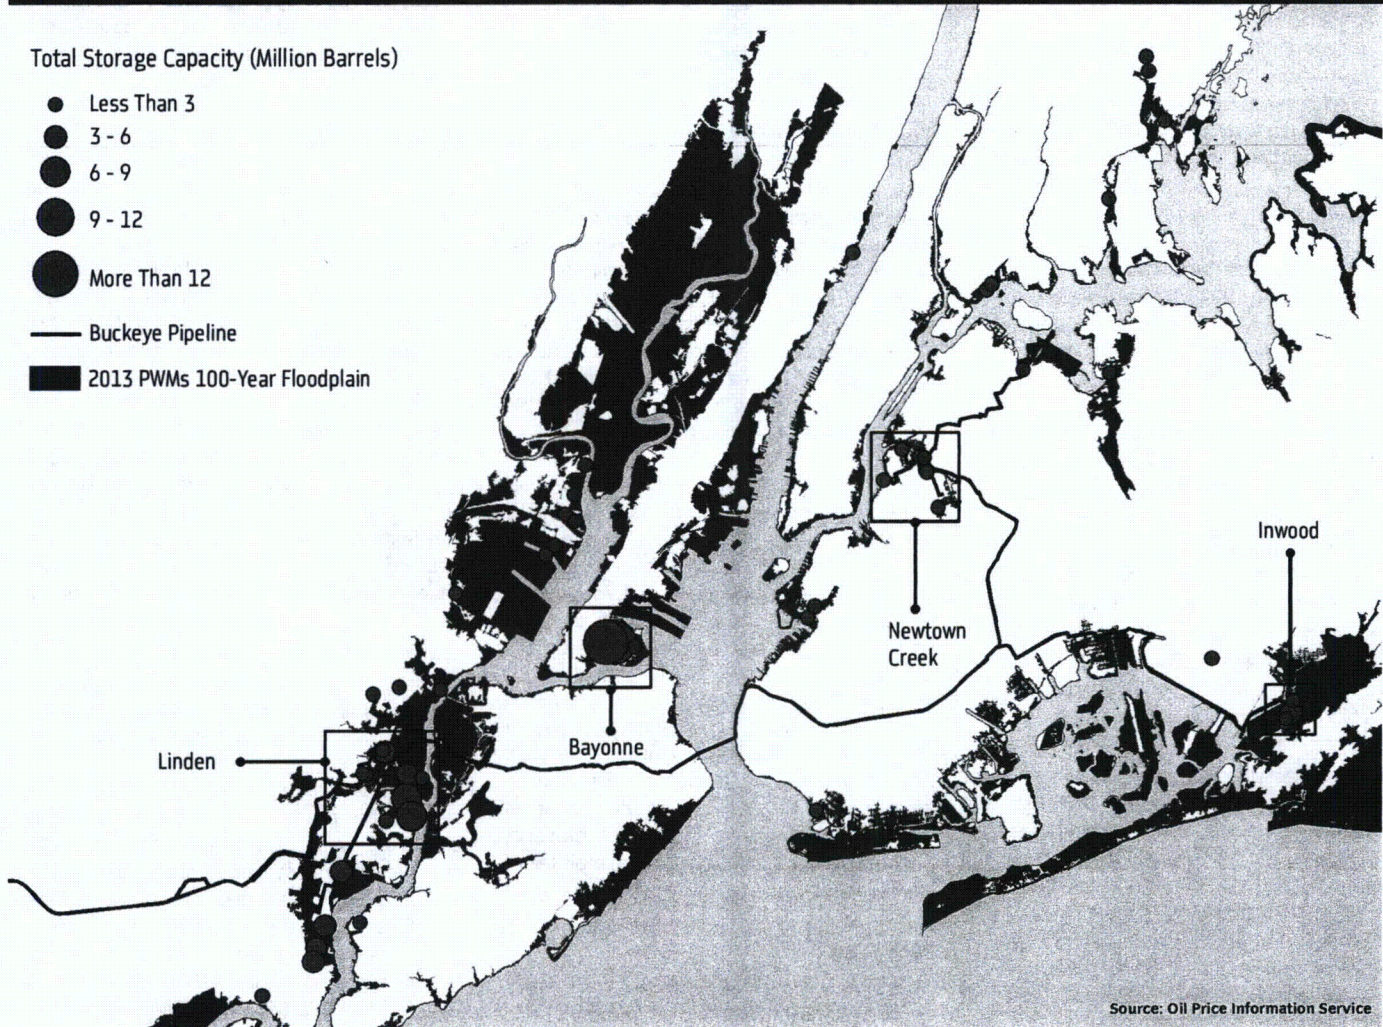 Total Storage Capacity (Million Barrels)
Less Than 3
3 - 6
6 - 9
9 - 12
More Than 12
Buckeye Pipeline
2013 PWMs 100-Year Floodplain
Inwood
Newtown
Creek
Bayonne
Linden
Source: Oil Price Information Service